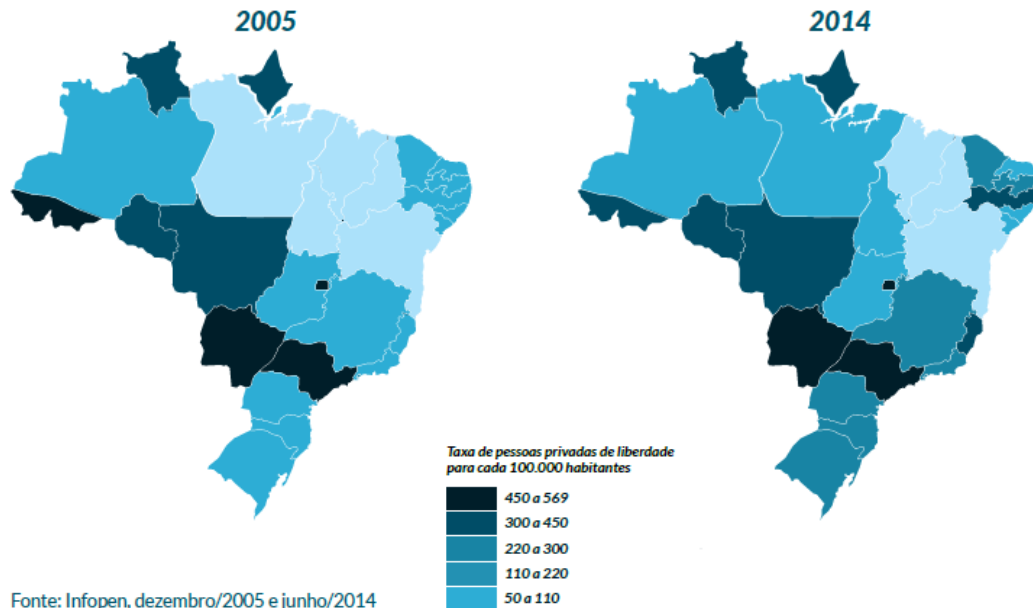 2005
2014
Taxa de pessoas privadas de liberdade
para cada 100.000 habitantes
450 a 569
300 a 450
220 a 300
110 a 220
50 a 110
Fonte: Infopen, dezembro/2005 e junho/2014